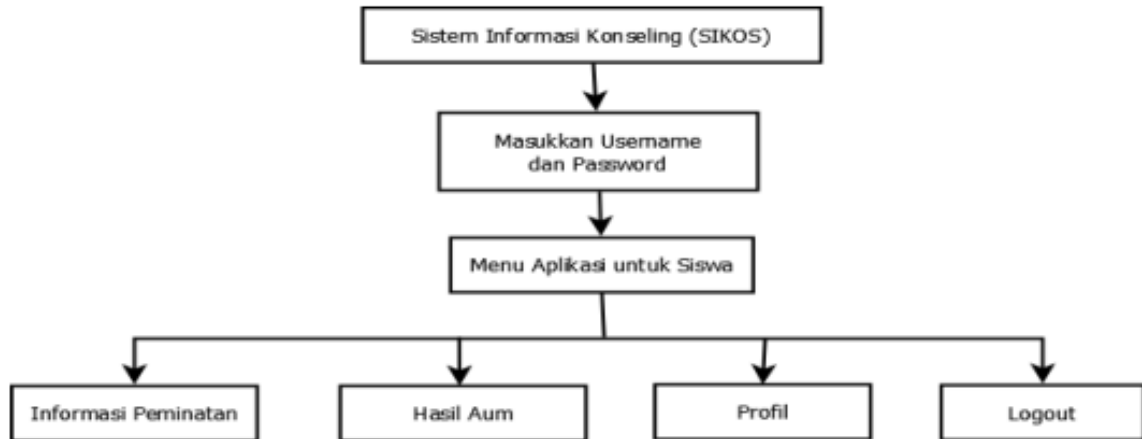 Sistem Informasi Konseling (SIKOS)
Masukkan Username
dan Password
Menu Aplikasi untuk Siswa
Informasi Peminatan
Hasil Aum
Profil
Logout